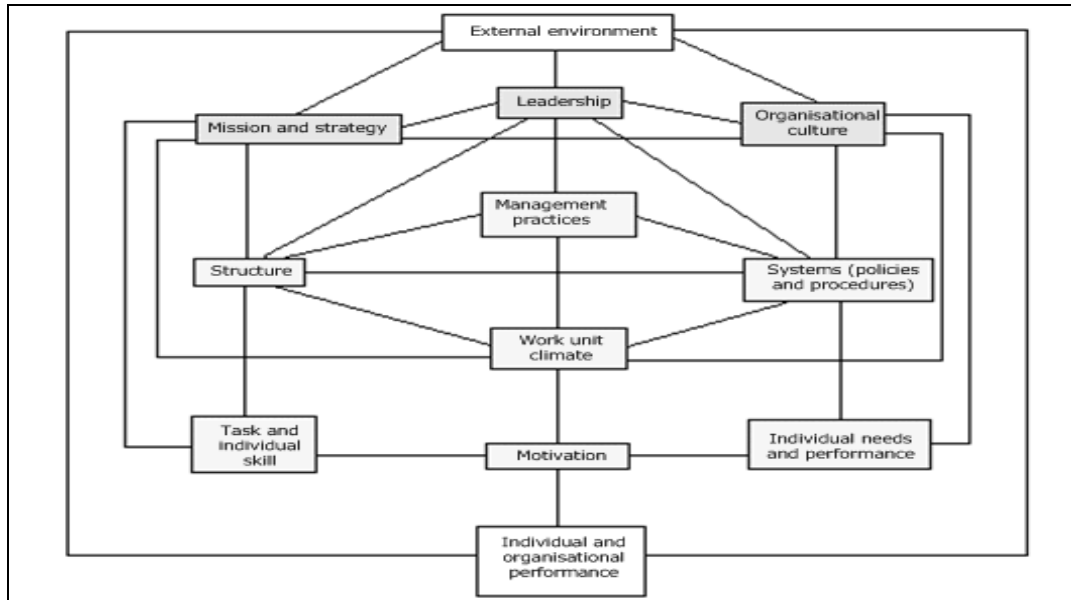 External environment
Leadership
Mission and strategy
Organisational
culture
Management
practices
Structure
Systems (policies
and procedures)
Work unit
climate
Task and
individual
skill
Motivation
Individual needs
and performance
Individual and
organisational
performance